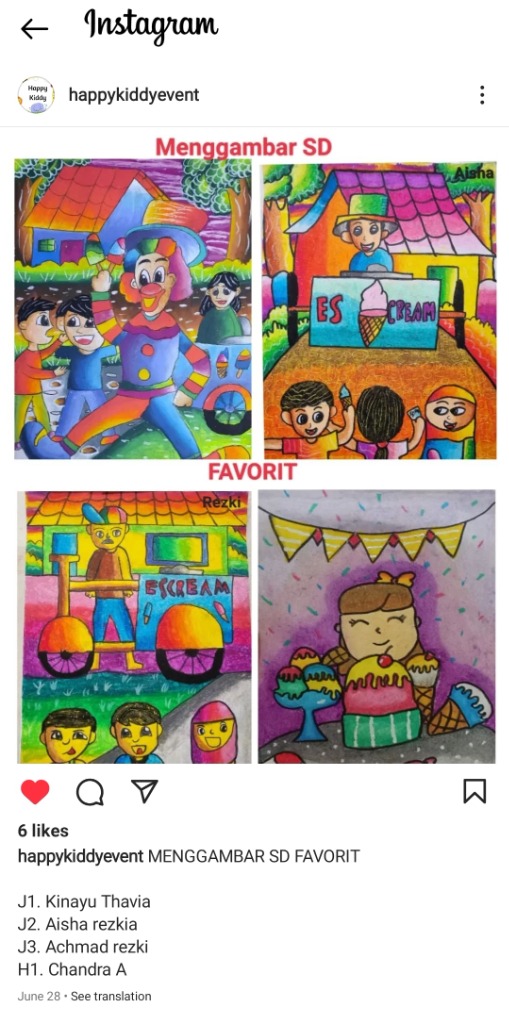 Instagram
Happy
Kiddy
happykiddyevent
Menggambar SD
Aisha
ES CREAM
FAVORIT
Rezki
ESCREAM
6 likes
happykiddyevent MENGGAMBAR SD FAVORIT
J1. Kinayu Thavia
J2. Aisha rezkia
J3. Achmad rezki
H1. Chandra A
June 28 • See translation